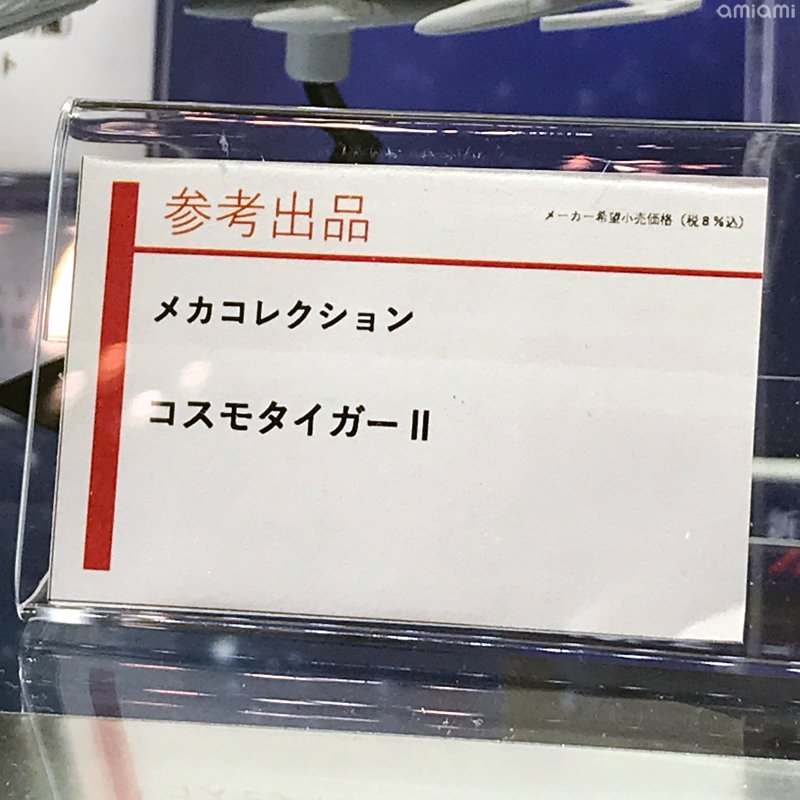 amiami
ト
参考出品
メーカー希望小売価格（税8％込）
メカコレクション
コスモタイガーII